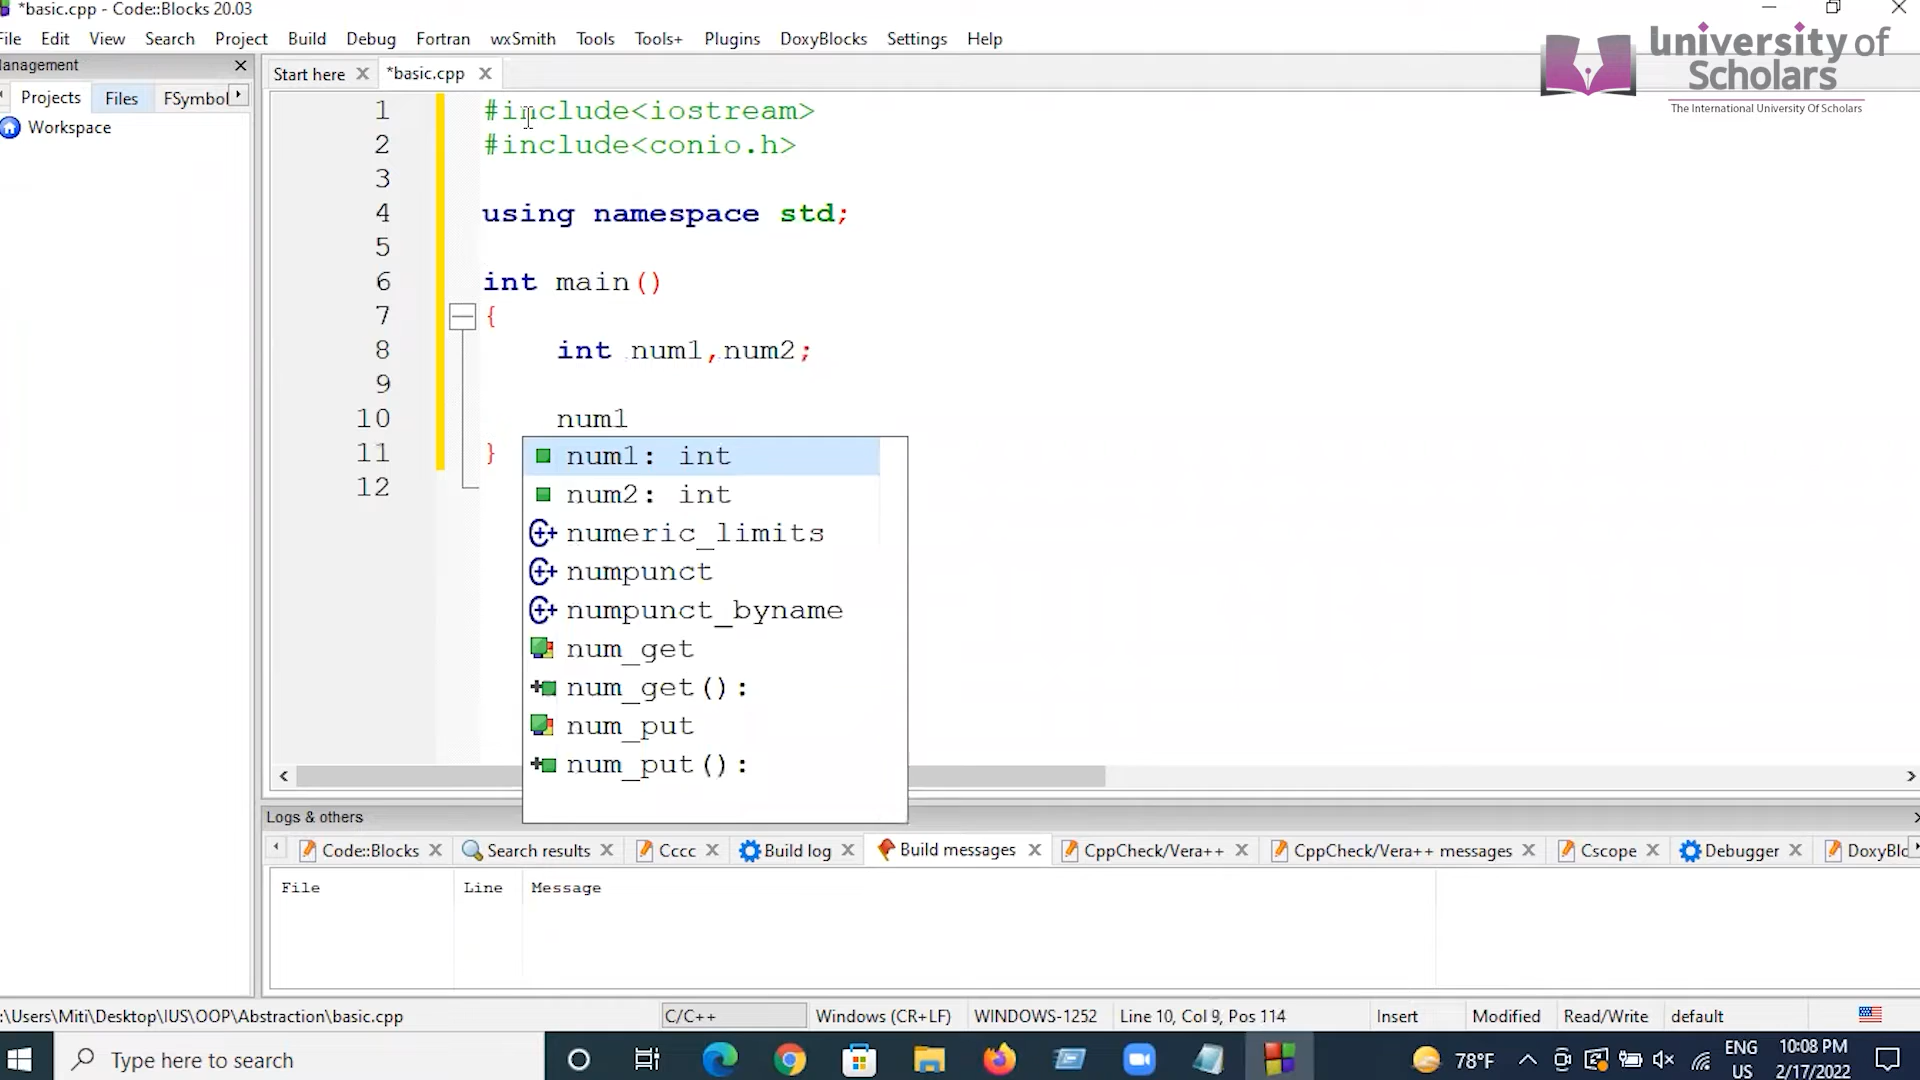 *basic.cpp - Code::Blocks 20.03
University of
Scholars
The International University Of Scholars
File Edit View Search Project Build Debug Fortran wxSmith Tools Tools+ Plugins DoxyBlocks Settings Help
anagement
Start here *basic.cpp
Projects Files FSymbol
Workspace
1 #include<iostream>
2 #include<conio.h>
3
4 using namespace std;
5
6 int main()
7 {
8 int num1,num2;
9
10 num1
11 }
12
num1: int
num2: int
numeric_limits
numpunct
numpunct_byname
num_get
num_get():
num_put
num_put():
Logs & others
Code::Blocks Search results Cccc Build log Build messages CppCheck/Vera++ CppCheck/Vera++ messages Cscope Debugger DoxyBlo
File Line Message
:\Users\Miti\Desktop\IUS\OOP\Abstraction\basic.cpp C/C++ Windows (CR+LF) WINDOWS-1252 Line 10, Col 9, Pos 114 Insert Modified Read/Write default
Type here to search 78°F ENG 10:08 PM
US 2/17/2022